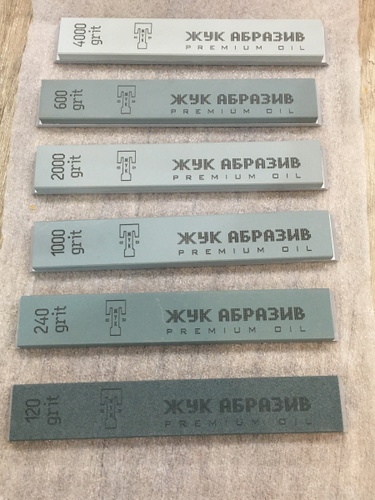 4000 grit
ЖУК АБРАЗИВ
PREMIUM OIL
600 grit
ЖУК АБРАЗИВ
PREMIUM OIL
2000 grit
ЖУК АБРАЗИВ
PREMIUM OIL
1000 grit
ЖУК АБРАЗИВ
PREMIUM OIL
240 grit
ЖУК АБРАЗИВ
PREMIUM OIL
120 grit
ЖУК АБРАЗИВ
PREMIUM OIL